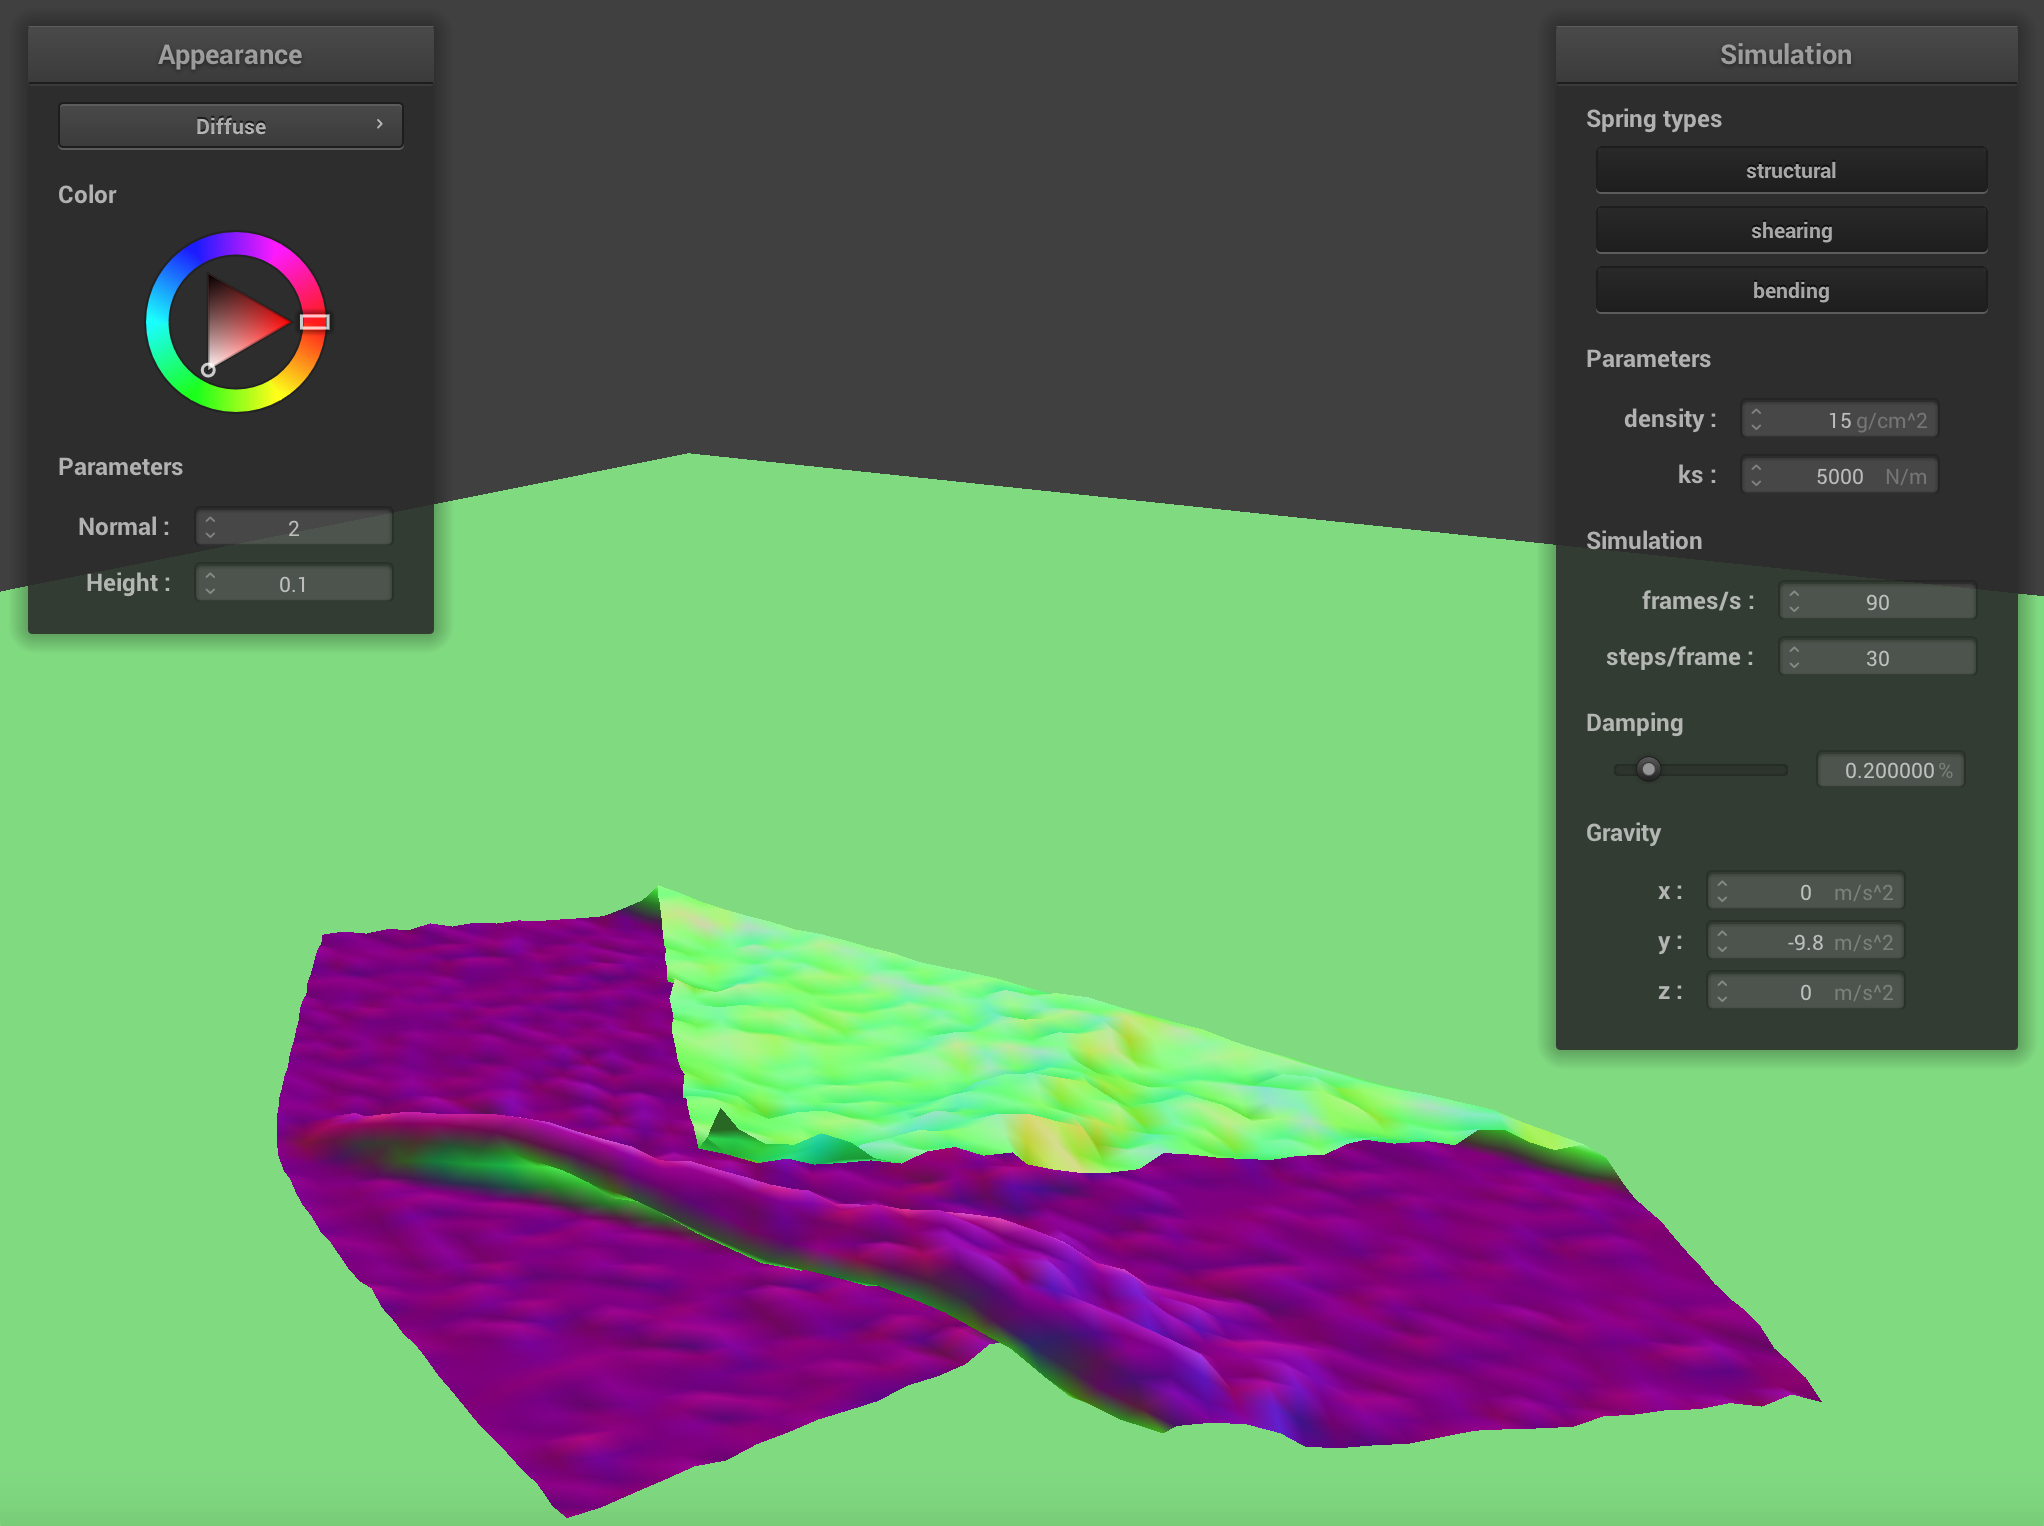 Appearance
Diffuse
Color
Parameters
Normal : 2
Height : 0.1
Simulation
Spring types
structural
shearing
bending
Parameters
density : 15 g/cm^2
ks : 5000 N/m
Simulation
frames/s : 90
steps/frame : 30
Damping
0.200000 %
Gravity
x : 0 m/s^2
y : -9.8 m/s^2
z : 0 m/s^2